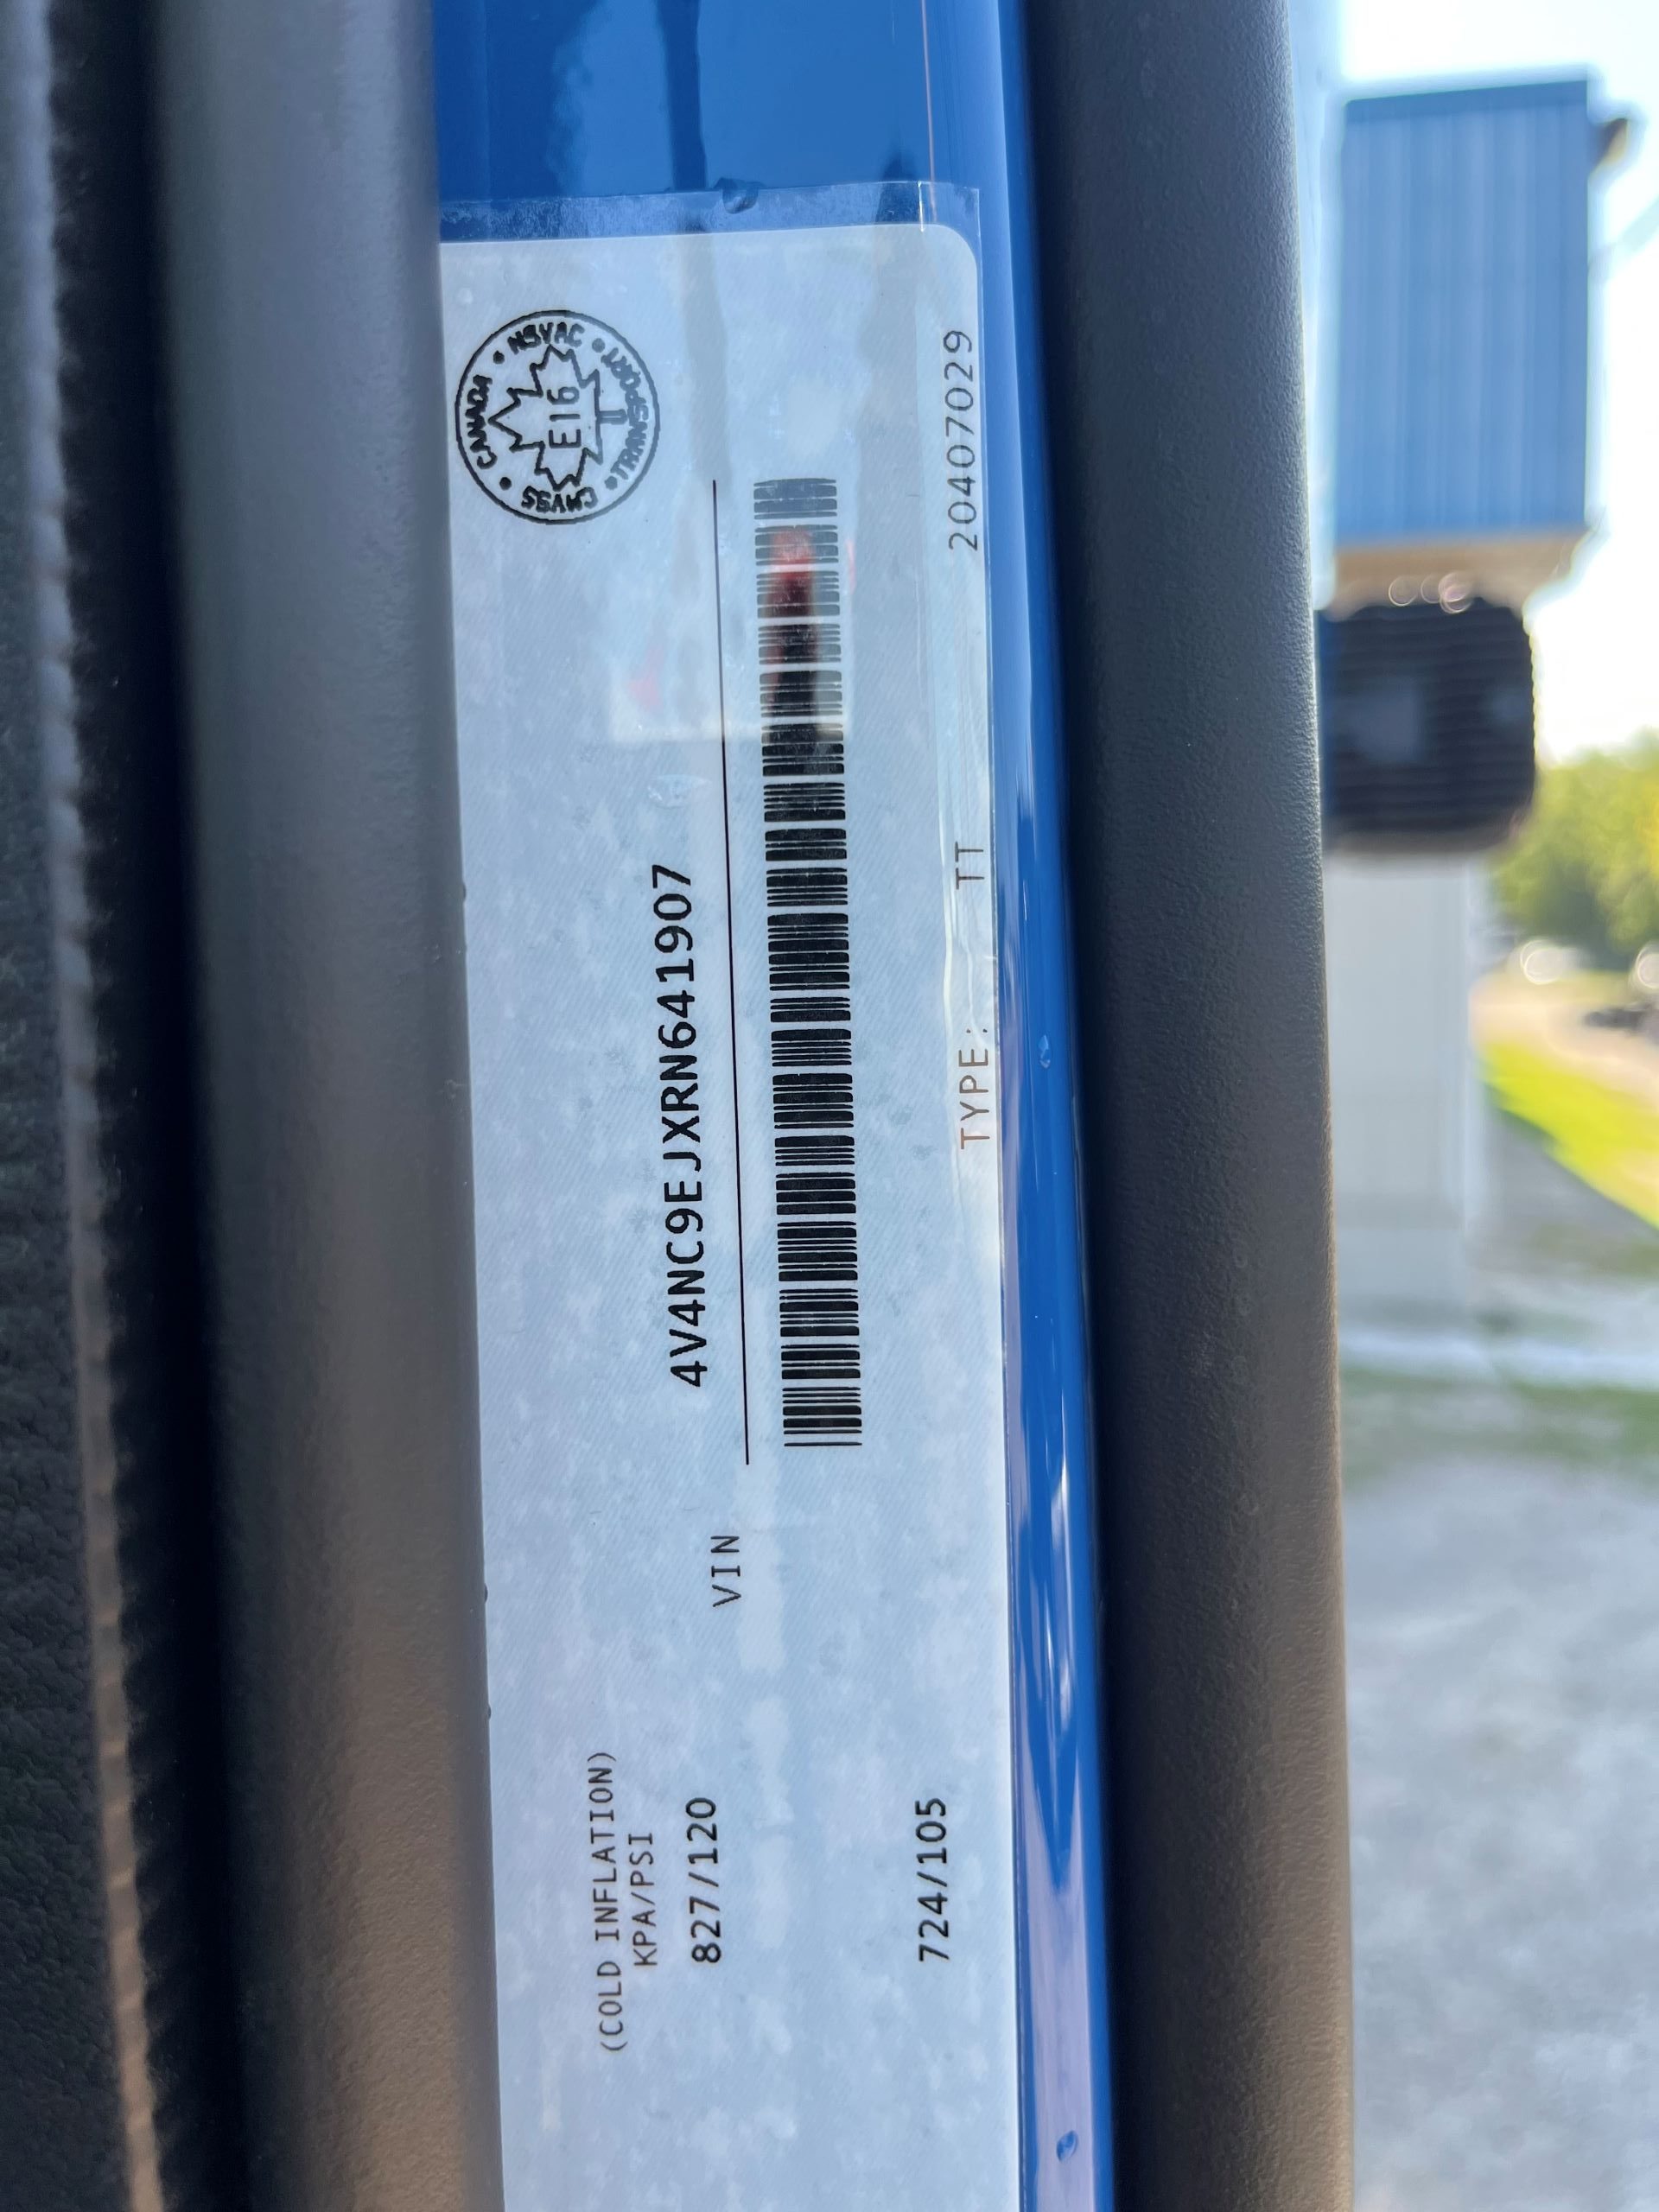 (COLD INFLATION)
KPA/PSI
827/120
724/105
VIN
4V4NC9EJXRN641907
TYPE: TT
20407029
CANADA • NSVAC • TRANSPORT • CMVSS •
E16
T